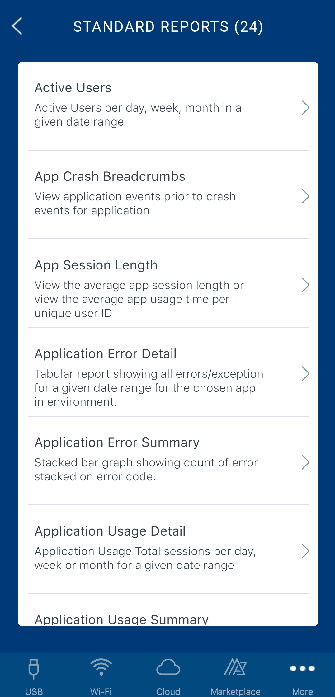 STANDARD REPORTS (24)
Active Users
Active Users per day, week, month in a
given date range
App Crash Breadcrumbs
View application events prior to crash
events for application
App Session Length
View the average app session length or
view the average app usage time per
unique user ID
Application Error Detail
Tabular report showing all errors/exception
for a given date range for the chosen app
in environment.
Application Error Summary
Stacked bar graph showing count of error
stacked on error code.
Application Usage Detail
Application Usage Total sessions per day,
week or month for a given date range
Application Usage Summary
USB
Wi-Fi
Cloud
Marketplace
More